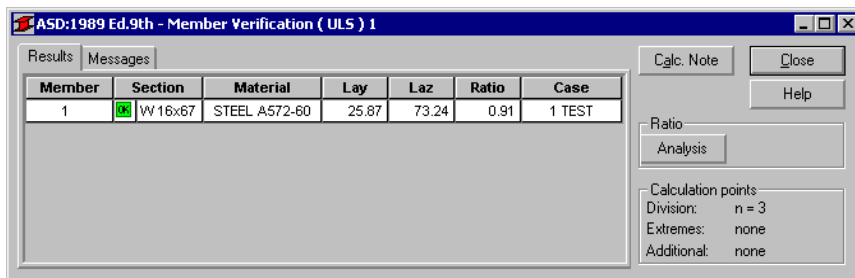 ASD:1989 Ed.9th - Member Verification ( ULS ) 1
Results Messages
Member Section Material Lay Laz Ratio Case
1 OK W 16x67 STEEL A572-60 25.87 73.24 0.91 1 TEST
Calc. Note Close
Help
Ratio
Analysis
Calculation points
Division: n = 3
Extremes: none
Additional: none